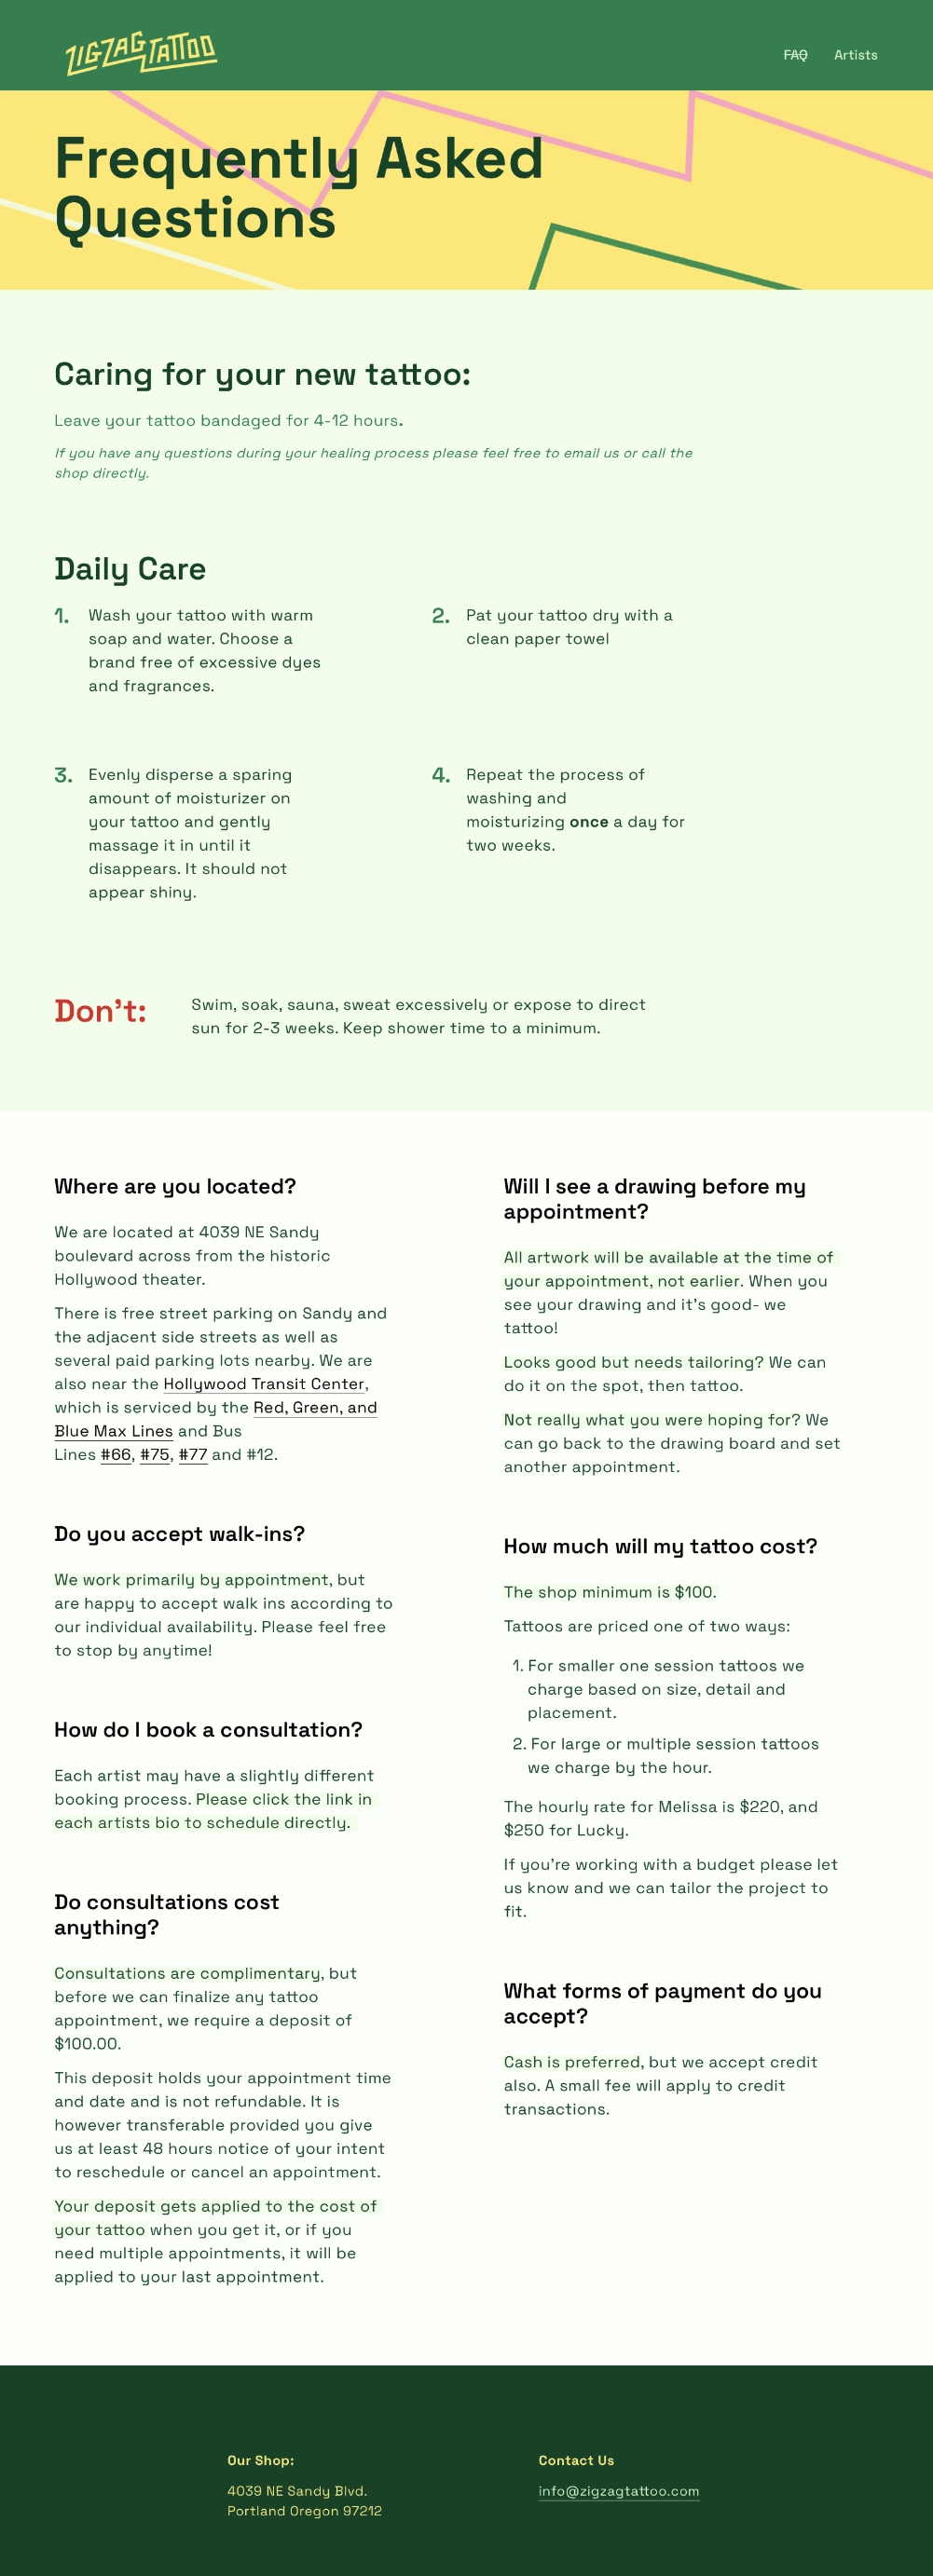 ZIGZAG TATTOO
FAQ
Artists
Frequently Asked
Questions
Caring for your new tattoo:
Leave your tattoo bandaged for 4-12 hours.
If you have any questions during your healing process please feel free to email us or call the
shop directly.
Daily Care
1. Wash your tattoo with warm
soap and water. Choose a
brand free of excessive dyes
and fragrances.
2. Pat your tattoo dry with a
clean paper towel
3. Evenly disperse a sparing
amount of moisturizer on
your tattoo and gently
massage it in until it
disappears. It should not
appear shiny.
4. Repeat the process of
washing and
moisturizing once a day for
two weeks.
Don't:
Swim, soak, sauna, sweat excessively or expose to direct
sun for 2-3 weeks. Keep shower time to a minimum.
Where are you located?
We are located at 4039 NE Sandy
boulevard across from the historic
Hollywood theater.
There is free street parking on Sandy and
the adjacent side streets as well as
several paid parking lots nearby. We are
also near the Hollywood Transit Center,
which is serviced by the Red, Green, and
Blue Max Lines and Bus
Lines #66, #75, #77 and #12.
Do you accept walk-ins?
We work primarily by appointment, but
are happy to accept walk ins according to
our individual availability. Please feel free
to stop by anytime!
How do I book a consultation?
Each artist may have a slightly different
booking process. Please click the link in
each artists bio to schedule directly.
Do consultations cost
anything?
Consultations are complimentary, but
before we can finalize any tattoo
appointment, we require a deposit of
$100.00.
This deposit holds your appointment time
and date and is not refundable. It is
however transferable provided you give
us at least 48 hours notice of your intent
to reschedule or cancel an appointment.
Your deposit gets applied to the cost of
your tattoo when you get it, or if you
need multiple appointments, it will be
applied to your last appointment.
Will I see a drawing before my
appointment?
All artwork will be available at the time of
your appointment, not earlier. When you
see your drawing and it's good- we
tattoo!
Looks good but needs tailoring? We can
do it on the spot, then tattoo.
Not really what you were hoping for? We
can go back to the drawing board and set
another appointment.
How much will my tattoo cost?
The shop minimum is $100.
Tattoos are priced one of two ways:
1. For smaller one session tattoos we
charge based on size, detail and
placement.
2. For large or multiple session tattoos
we charge by the hour.
The hourly rate for Melissa is $220, and
$250 for Lucky.
If you're working with a budget please let
us know and we can tailor the project to
fit.
What forms of payment do you
accept?
Cash is preferred, but we accept credit
also. A small fee will apply to credit
transactions.
Our Shop:
4039 NE Sandy Blvd.
Portland Oregon 97212
Contact Us
info@zigzagtattoo.com